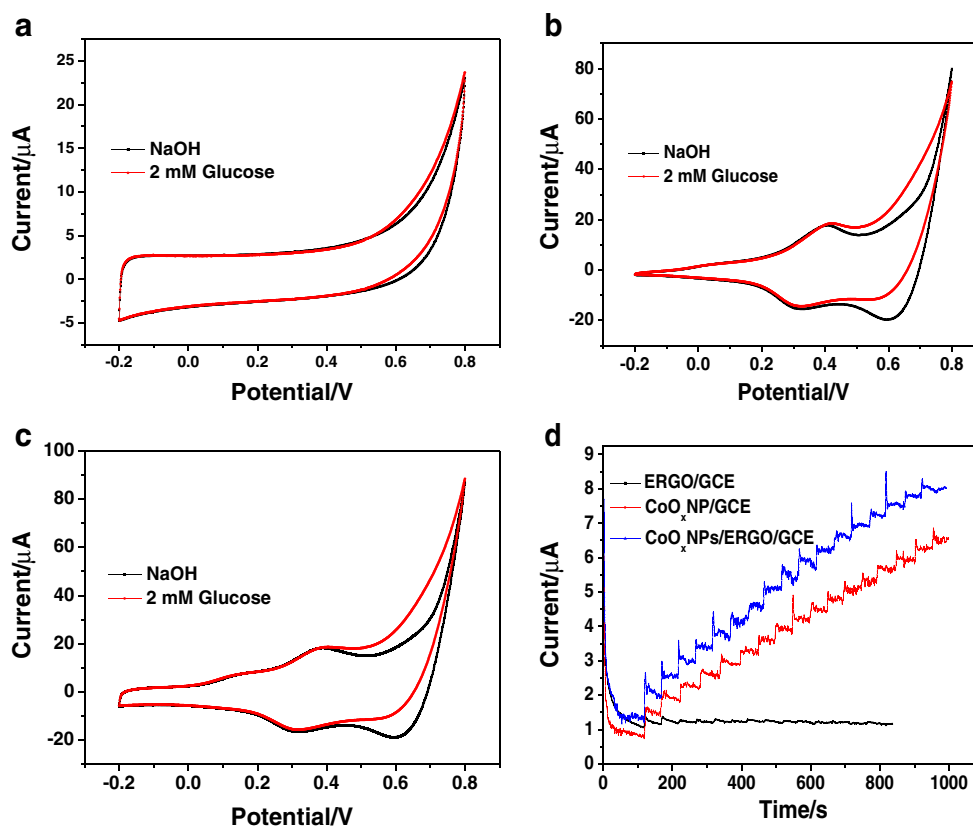 a
25
20
15
10
5
0
-5
Current/μA
NaOH
2 mM Glucose
-0.2 0.0 0.2 0.4 0.6 0.8
Potential/V
b
80
60
40
20
0
-20
Current/μA
NaOH
2 mM Glucose
-0.2 0.0 0.2 0.4 0.6 0.8
Potential/V
c
100
80
60
40
20
0
-20
Current/μA
NaOH
2 mM Glucose
-0.2 0.0 0.2 0.4 0.6 0.8
Potential/V
d
9
8
7
6
5
4
3
2
1
0
Current/μA
ERGO/GCE
CoOxNP/GCE
CoOxNPs/ERGO/GCE
0 200 400 600 800 1000
Time/s